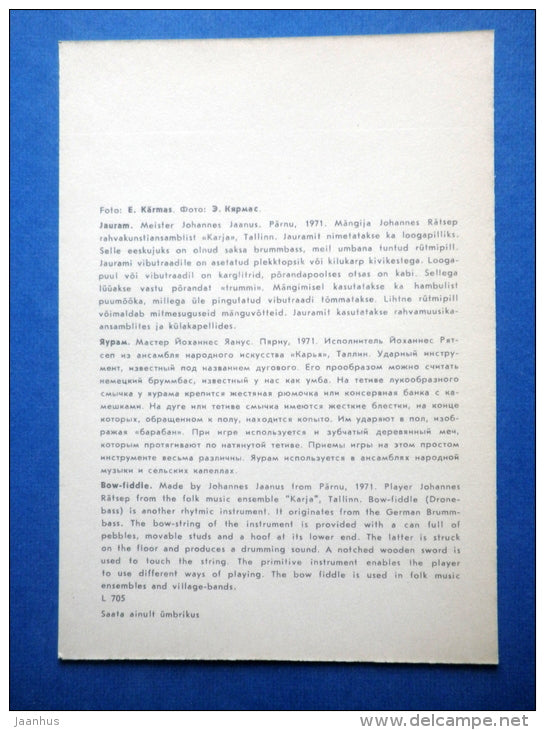 Foto: E. Kärmas. Фото: Э. Кярмас.
Jauram. Meister Johannes Jaanus. Pärnu, 1971. Mängija Johannes Rätsep
rahvakunstiansamblist «Karja», Tallinn. Jauramit nimetatakse ka loogapilliks.
Selle eeskujuks on olnud saksa brummbass, meil umbana tuntud rütmipill.
Jaurami vibutraadile on asetatud plekktopsik või kilukarp kivikestega. Looga-
puul või vibutraadil on karglitrid, põrandapoolses otsas on kabi. Sellega
lüüakse vastu põrandat «trummi». Mängimisel kasutatakse ka hambulist
puumõõka, millega üle pingutatud vibutraadi tõmmatakse. Lihtne rütmipill
võimaldab mitmesuguseid mänguvõtteid. Jauramit kasutatakse rahvamuusika-
ansamblites ja külakapellides.
Яурам. Мастер Йоханнес Яанус. Пярну, 1971. Исполнитель Йоханнес Рят-
сеп из ансамбля народного искусства «Карья», Таллин. Ударный инстру-
мент, известный под названием дугового. Его прообразом можно считать
немецкий бруммбас, известный у нас как умба. На тетиве лукообразного
смычка у яурама крепится жестяная рюмочка или консервная банка с ка-
мешками. На дуге или тетиве смычка имеются жесткие блестки, на конце
которых, обращенном к полу, находится копыто. Им ударяют в пол, изоб-
ражая «барабан». При игре используется и зубчатый деревянный меч,
которым протягивают по натянутой тетиве. Приемы игры на этом простом
инструменте весьма различны. Яурам используется в ансамблях народной
музыки и сельских капеллах.
Bow-fiddle. Made by Johannes Jaanus from Pärnu, 1971. Player Johannes
Rätsep from the folk music ensemble "Karja", Tallinn. Bow-fiddle (Drone-
bass) is another rhytmic instrument. It originates from the German Brumm-
bass. The bow-string of the instrument is provided with a can full of
pebbles, movable studs and a hoof at its lower end. The latter is struck
on the floor and produces a drumming sound. A notched wooden sword is
used to touch the string. The primitive instrument enables the player
to use different ways of playing. The bow fiddle is used in folk music
ensembles and village-bands.
L 705
Saata ainult ümbrikus
Jaanhus
www.delcampe.net